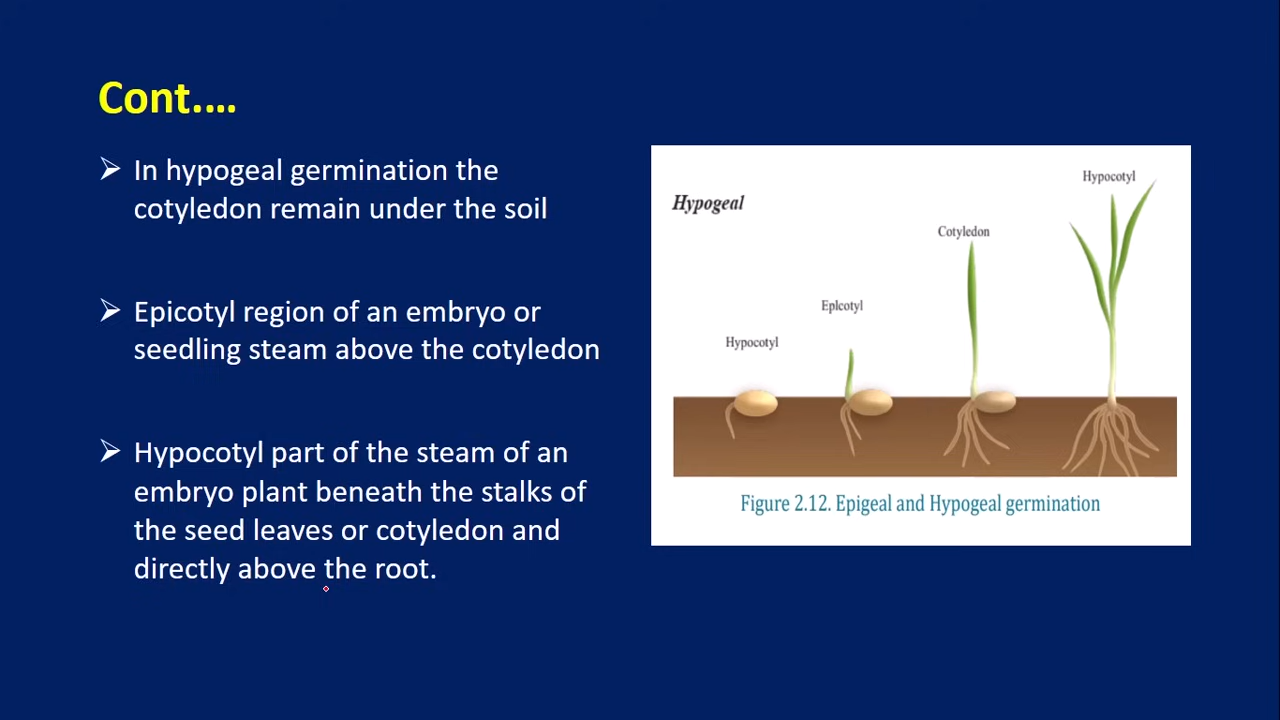 Cont.…
➢ In hypogeal germination the
cotyledon remain under the soil
➢ Epicotyl region of an embryo or
seedling steam above the cotyledon
➢ Hypocotyl part of the steam of an
embryo plant beneath the stalks of
the seed leaves or cotyledon and
directly above the root.
Hypogeal
Hypocotyl
Eplcotyl
Cotyledon
Hypocotyl
Figure 2.12. Epigeal and Hypogeal germination